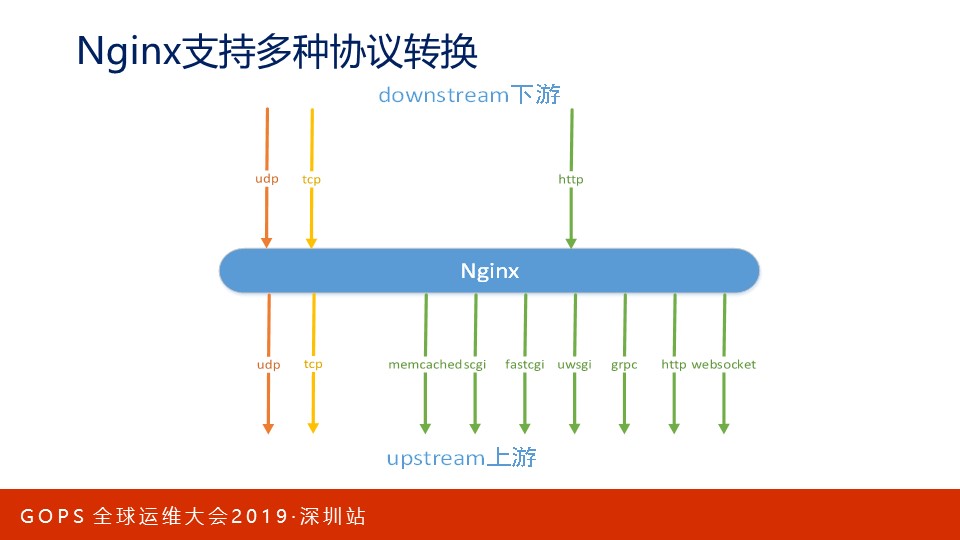 Nginx支持多种协议转换
downstream下游
udp tcp http
Nginx
udp tcp memcached scgi fastcgi uwsgi grpc http websocket
upstream上游
GOPS 全球运维大会2019·深圳站